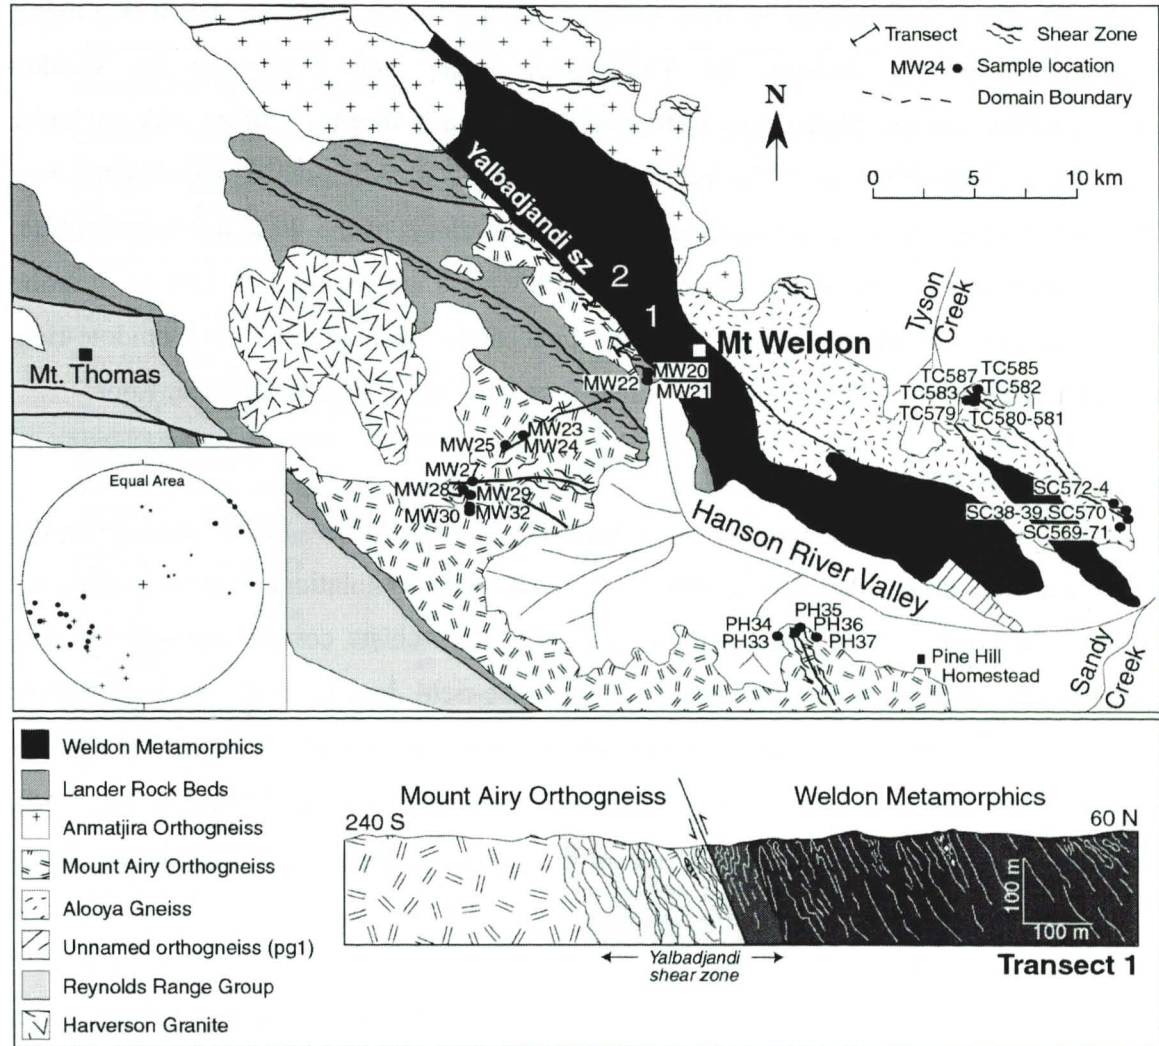 Transect
Shear Zone
MW24
Sample location
Domain Boundary
N
0 5 10 km
Yalbadjandi sz
2
1
Mt Weldon
Tyson
Creek
Mt. Thomas
MW20
MW22
MW21
TC585
TC587
TC582
TC583
TC579
TC580-581
MW23
MW25
MW24
MW27
MW28
MW29
MW32
MW30
SC572-4
SC38-39,SC570
SC569-71
Equal Area
Hanson River Valley
PH35
PH34
PH36
PH33
PH37
Pine Hill
Homestead
Sandy
Creek
Weldon Metamorphics
Lander Rock Beds
Anmatjira Orthogneiss
Mount Airy Orthogneiss
Alooya Gneiss
Unnamed orthogneiss (pg1)
Reynolds Range Group
Harverson Granite
Mount Airy Orthogneiss
Weldon Metamorphics
240 S
60 N
100 m
100 m
Yalbadjandi
shear zone
Transect 1